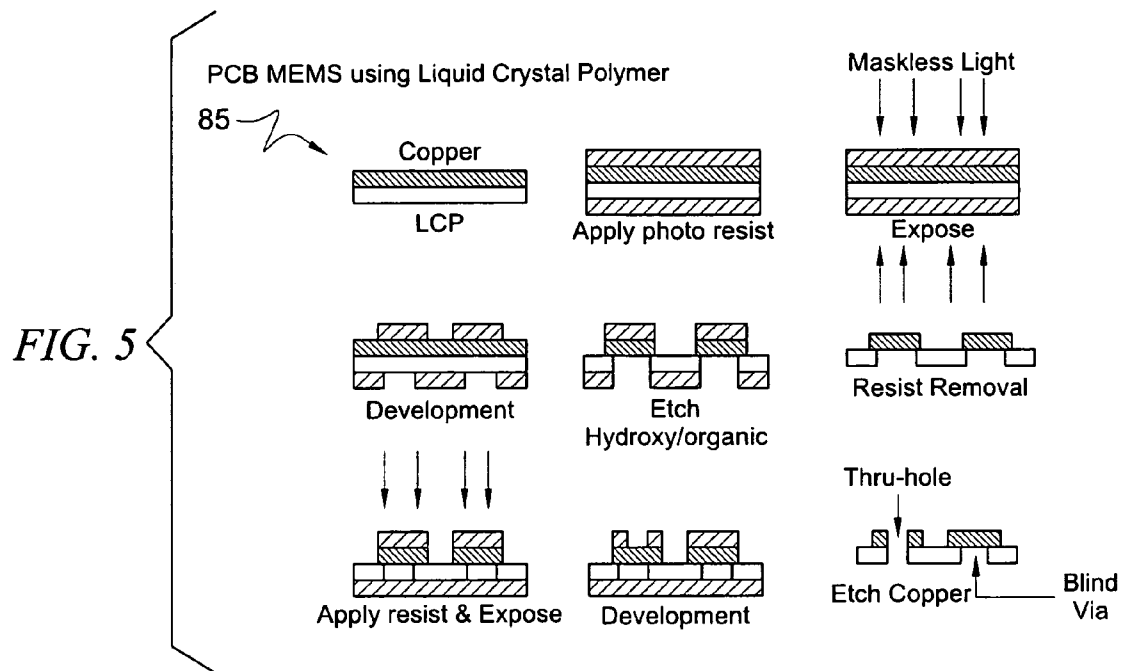 PCB MEMS using Liquid Crystal Polymer
85
Copper
LCP
Apply photo resist
Maskless Light
Expose
FIG. 5
Development
Etch
Hydroxy/organic
Resist Removal
Apply resist & Expose
Development
Thru-hole
Etch Copper
Blind
Via